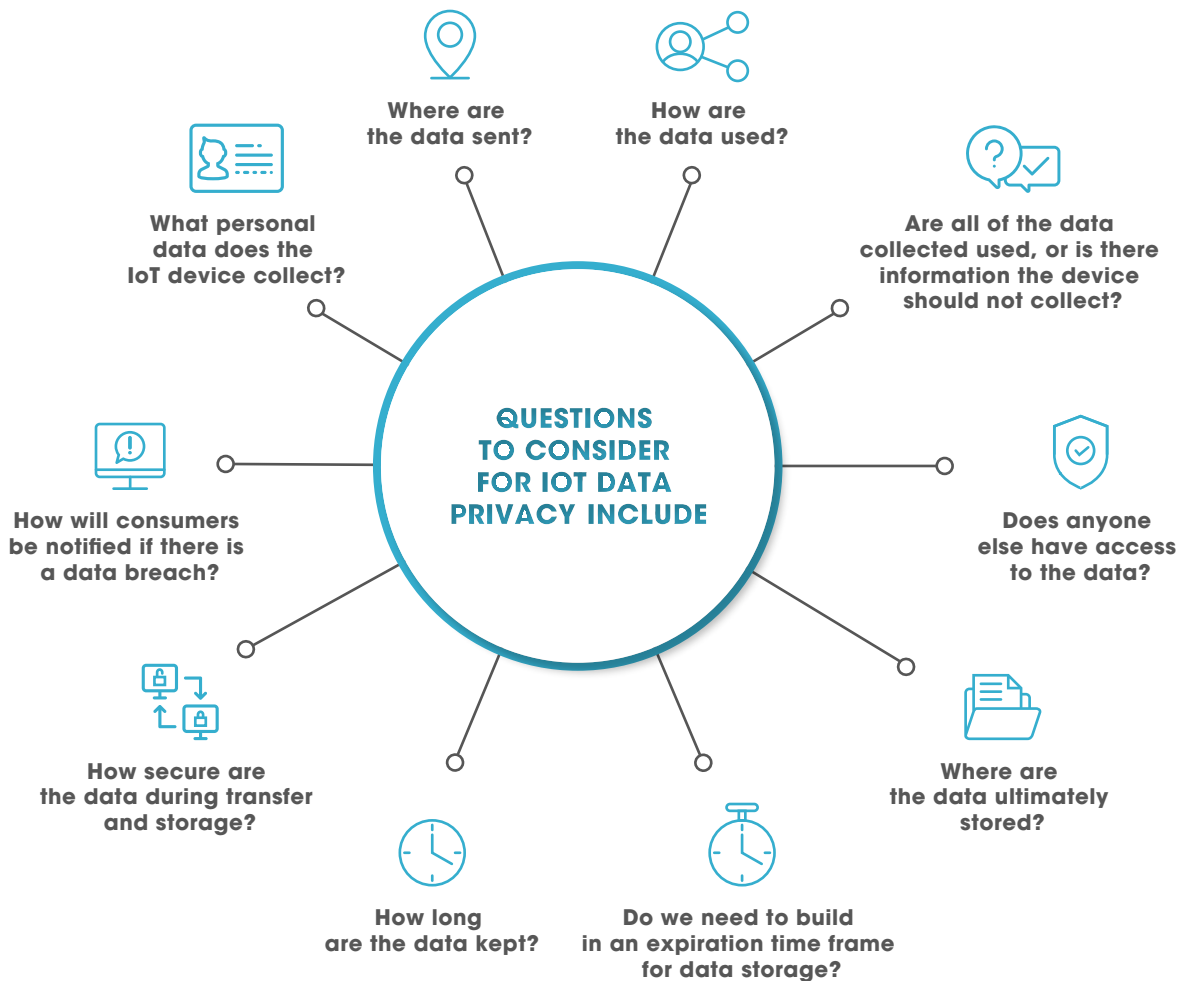 Where are
the data sent?
How are
the data used?
What personal
data does the
IoT device collect?
Are all of the data
collected used, or is there
information the device
should not collect?
QUESTIONS
TO CONSIDER
FOR IOT DATA
PRIVACY INCLUDE
How will consumers
be notified if there is
a data breach?
Does anyone
else have access
to the data?
How secure are
the data during transfer
and storage?
Where are
the data ultimately
stored?
How long
are the data kept?
Do we need to build
in an expiration time frame
for data storage?